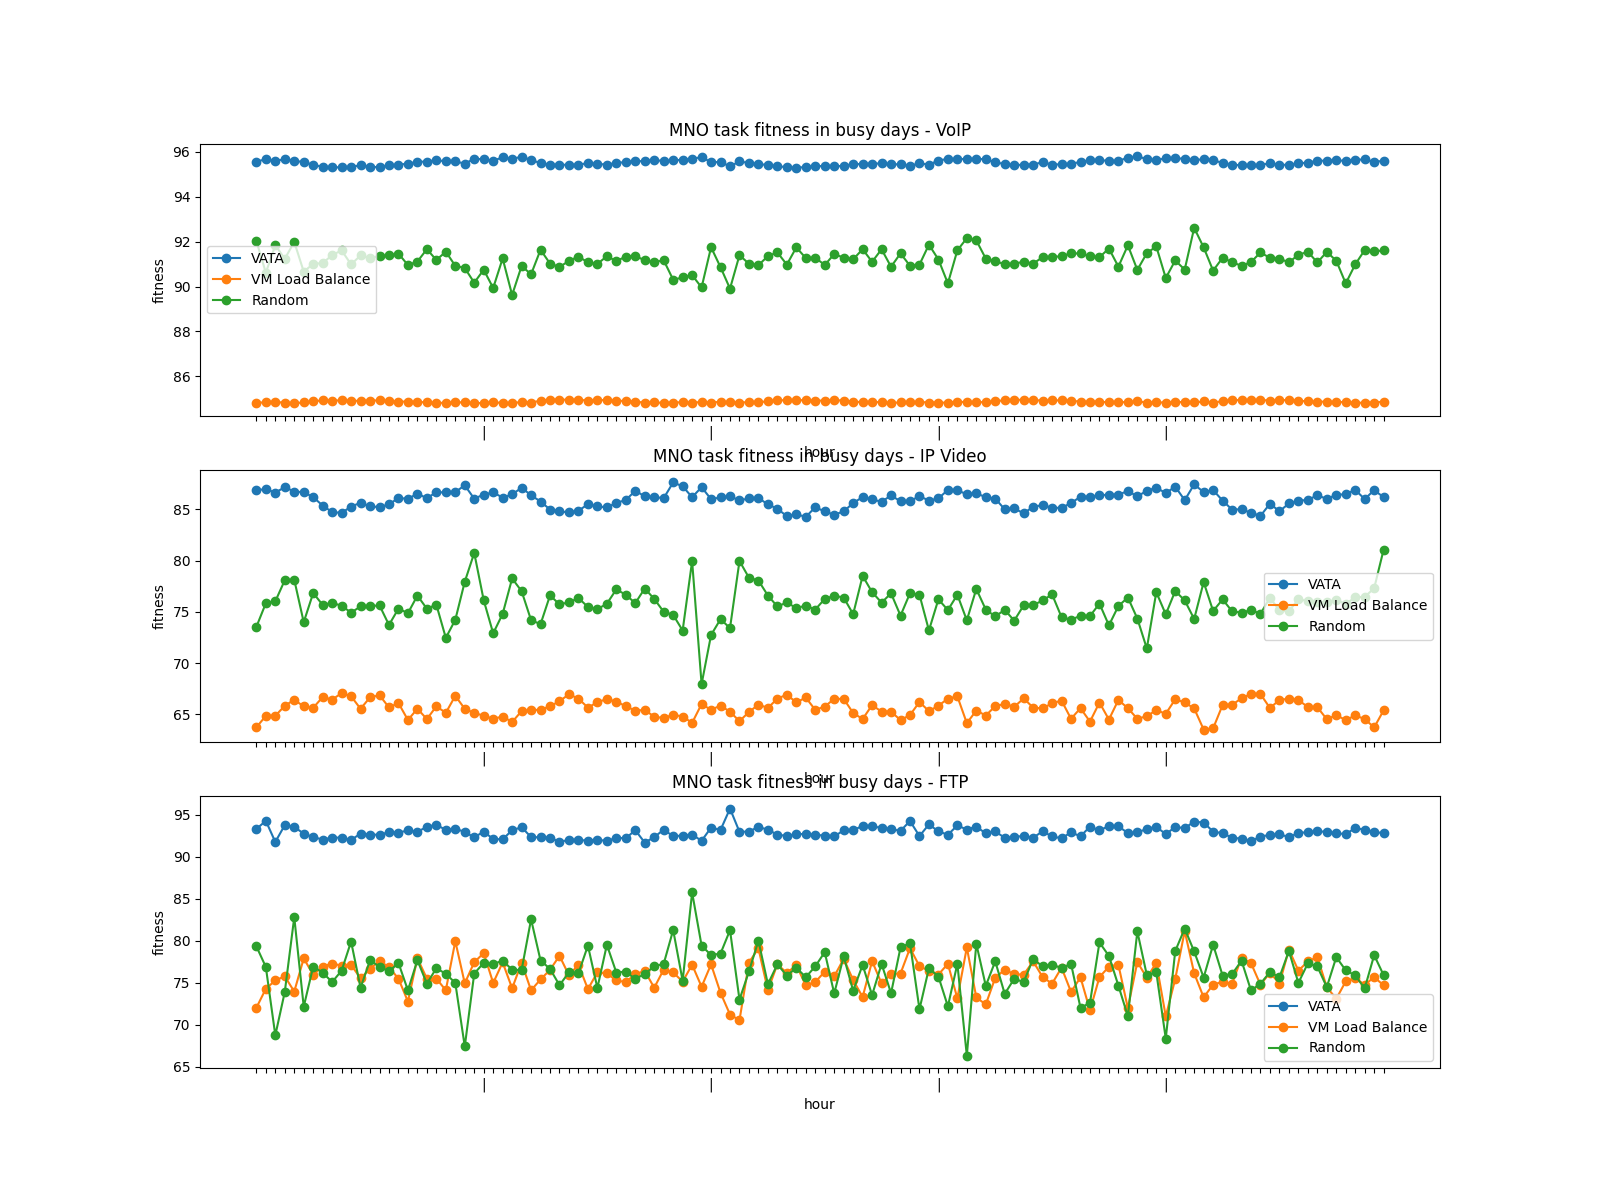 MNO task fitness in busy days - VoIP
96
94
92
90
88
86
fitness
VATA
VM Load Balance
Random
hour
MNO task fitness in busy days - IP Video
85
80
75
70
65
fitness
VATA
VM Load Balance
Random
hour
MNO task fitness in busy days - FTP
95
90
85
80
75
70
65
fitness
VATA
VM Load Balance
Random
hour